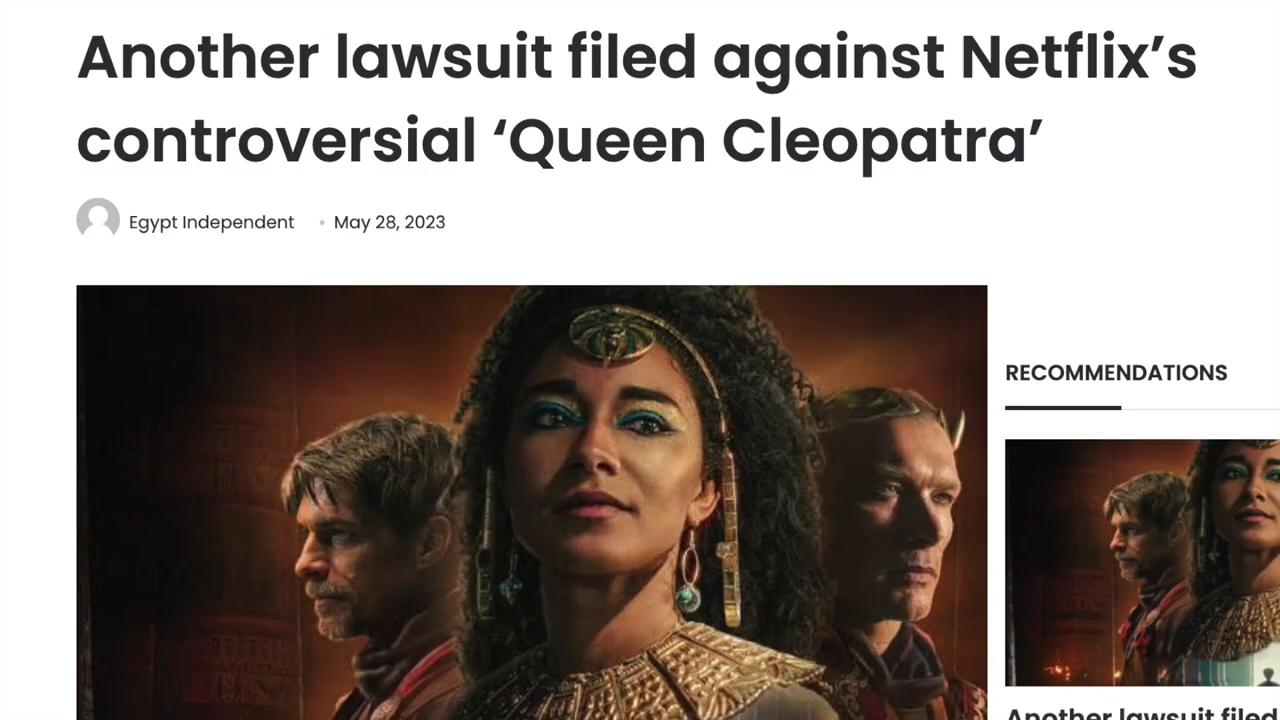 Another lawsuit filed against Netflix’s
controversial ‘Queen Cleopatra’
Egypt Independent • May 28, 2023
RECOMMENDATIONS
Another lawsuit filed